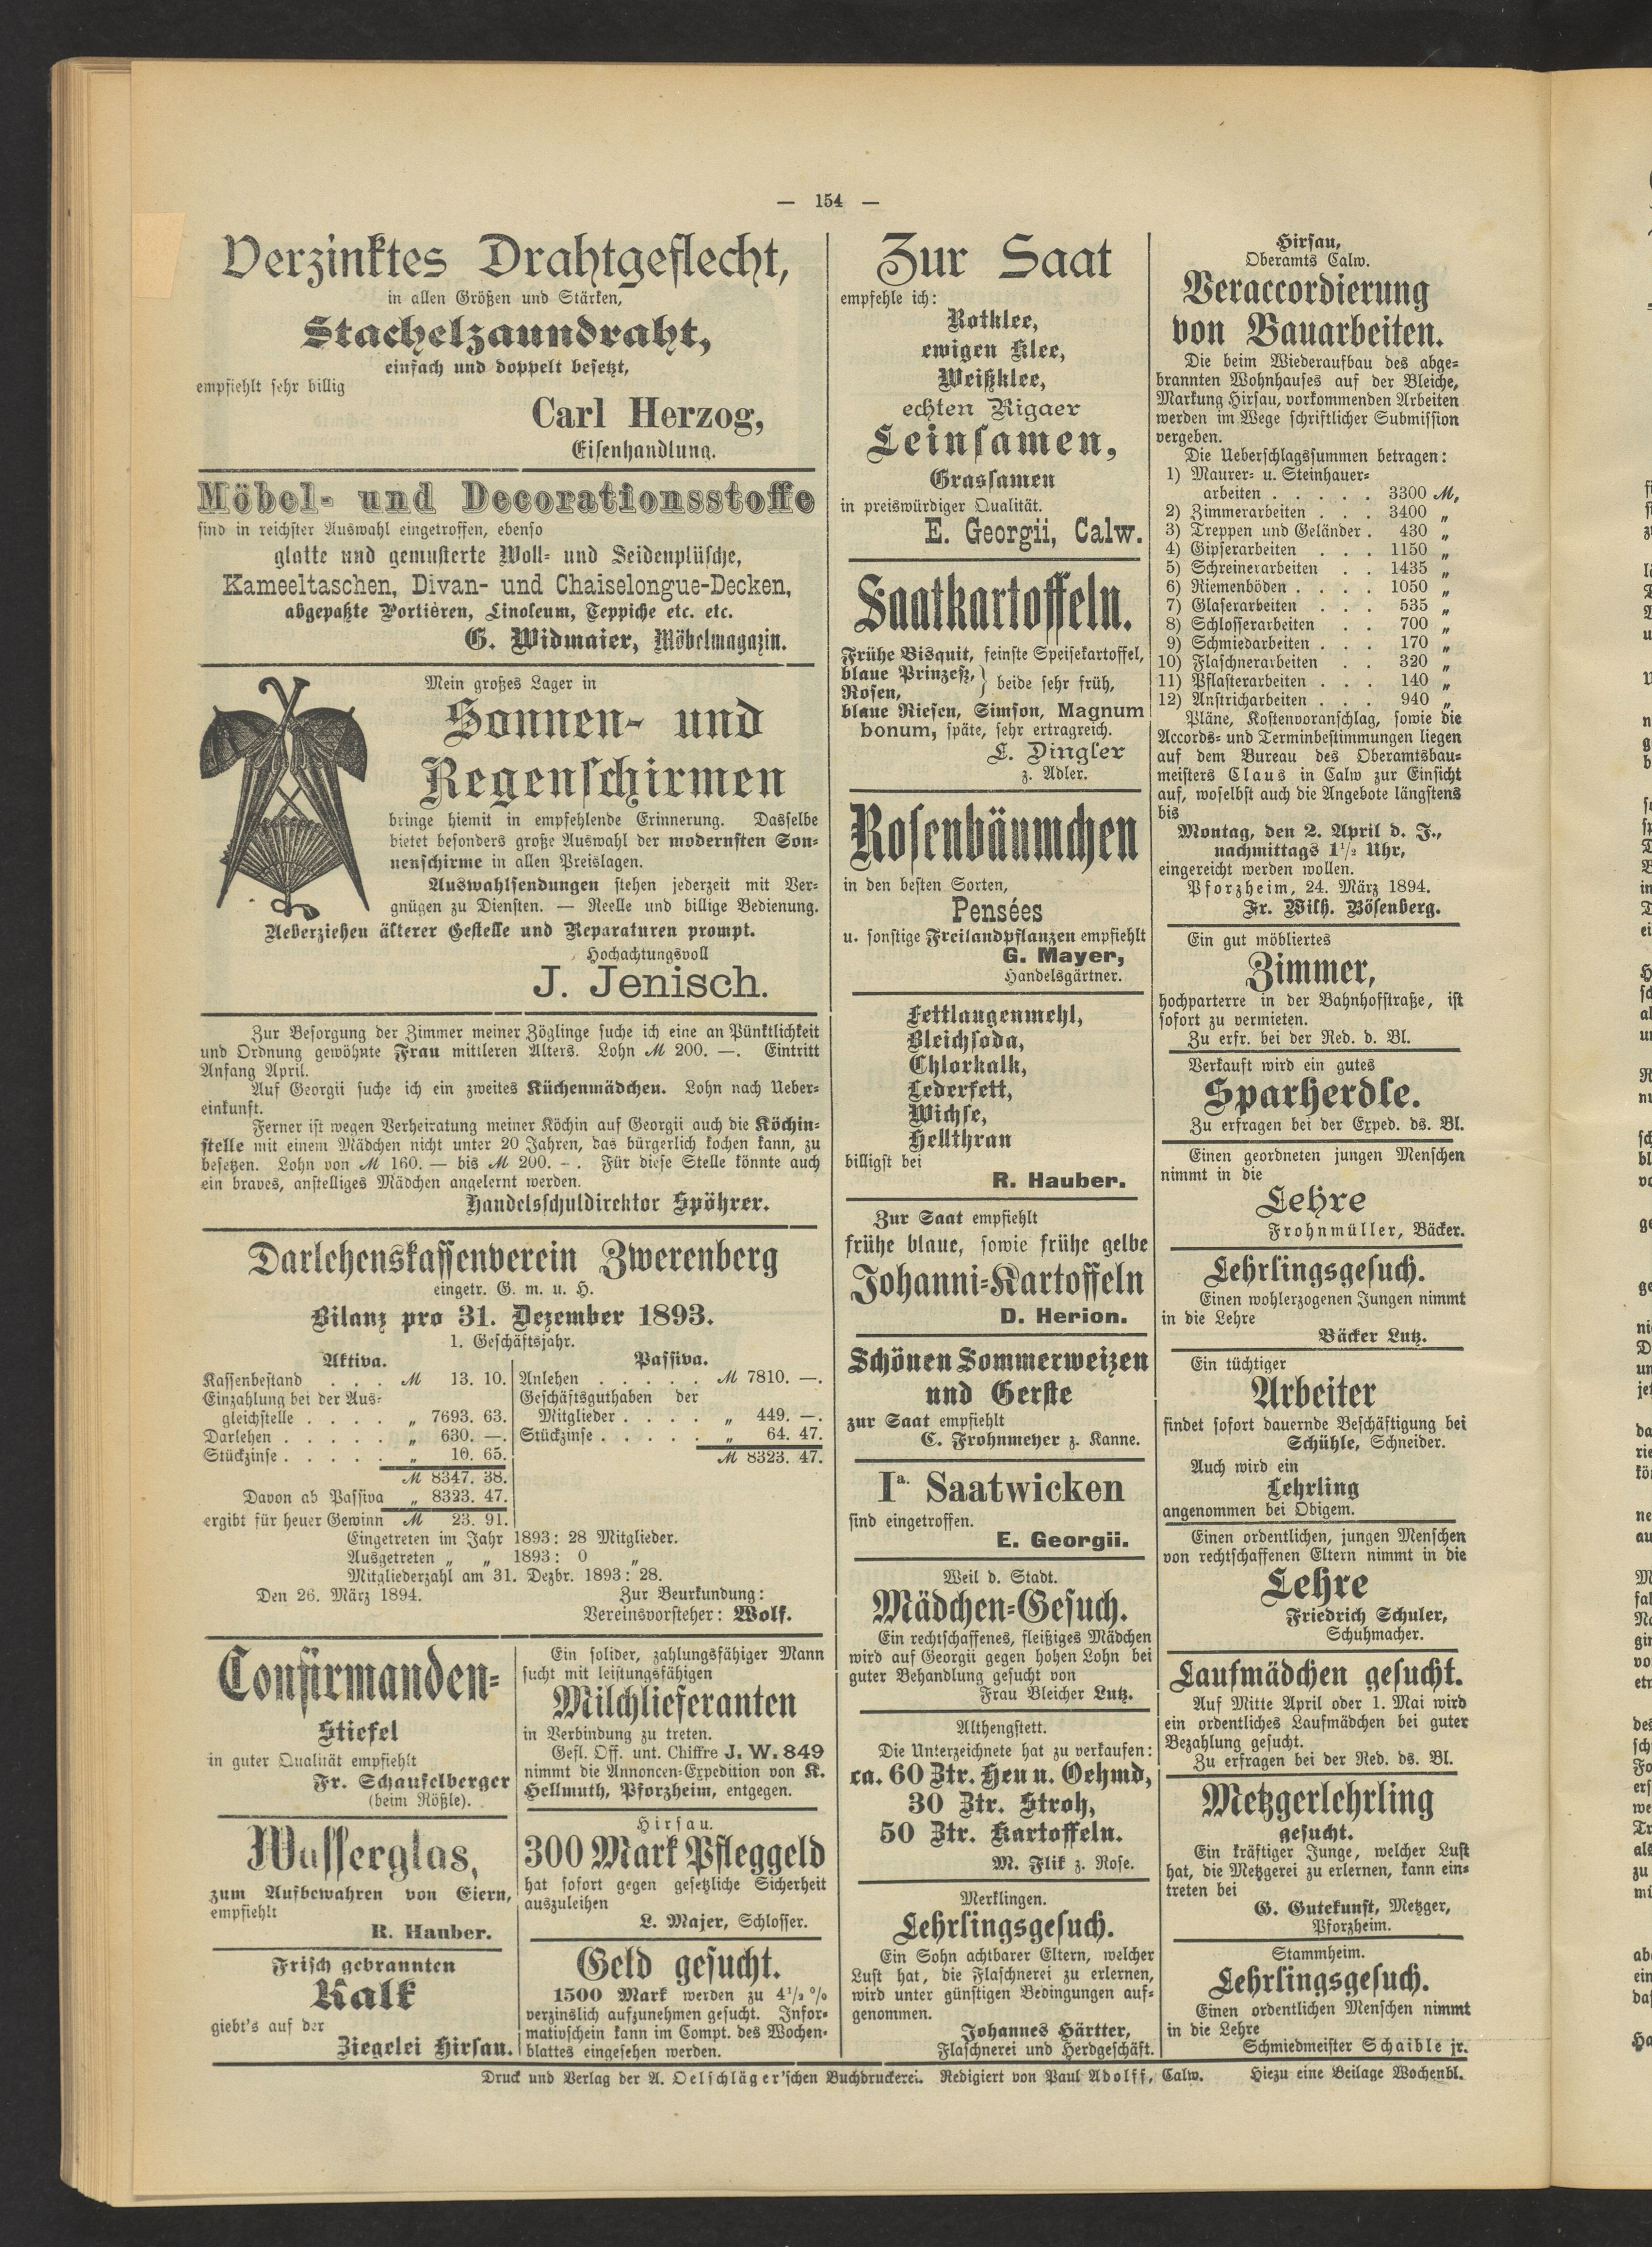 — 154 —
Verzinktes Drahtgeflecht,
in allen Größen und Stärken,
Stachelzaundraht,
einfach und doppelt besetzt,
empfiehlt sehr billig
Carl Herzog,
Eisenhandlung.
Möbel- und Decorationsstoffe
sind in reichster Auswahl eingetroffen, ebenso
glatte und gemusterte Woll- und Seidenplüsche,
Kameeltaschen, Divan- und Chaiselongue-Decken,
abgepaßte Portièren, Linoleum, Teppiche etc. etc.
G. Widmaier, Möbelmagazin.
Mein großes Lager in
Sonnen- und
Regenschirmen
bringe hiemit in empfehlende Erinnerung. Dasselbe
bietet besonders große Auswahl der modernsten Son-
nenschirme in allen Preislagen.
Auswahlsendungen stehen jederzeit mit Ver-
gnügen zu Diensten. — Reelle und billige Bedienung.
Ueberziehen älterer Gestelle und Reparaturen prompt.
Hochachtungsvoll
J. Jenisch.
Zur Besorgung der Zimmer meiner Zöglinge suche ich eine an Pünktlichkeit
und Ordnung gewöhnte Frau mittleren Alters. Lohn M 200. —. Eintritt
Anfang April.
Auf Georgii suche ich ein zweites Küchenmädchen. Lohn nach Ueber-
einkunft.
Ferner ist wegen Verheiratung meiner Köchin auf Georgii auch die Köchin-
stelle mit einem Mädchen nicht unter 20 Jahren, das bürgerlich kochen kann, zu
besetzen. Lohn von M 160. — bis M 200. —. Für diese Stelle könnte auch
ein braves, anstelliges Mädchen angelernt werden.
Handelsschuldirektor Spöhrer.
Darlehenskassenverein Zwerenberg
eingetr. G. m. u. H.
Bilanz pro 31. Dezember 1893.
1. Geschäftsjahr.
Aktiva.
Kassenbestand . . . M 13. 10.
Einzahlung bei der Aus-
gleichstelle . . . . „ 7693. 63.
Darlehen . . . . . „ 630. —.
Stückzinse . . . . . „ 10. 65.
M 8347. 38.
Davon ab Passiva „ 8323. 47.
ergibt für heuer Gewinn M 23. 91.
Passiva.
Anlehen . . . . . M 7810. —.
Geschäftsguthaben der
Mitglieder . . . . „ 449. —.
Stückzinse . . . . . „ 64. 47.
M 8323. 47.
Eingetreten im Jahr 1893: 28 Mitglieder.
Ausgetreten „ „ 1893: 0 „
Mitgliederzahl am 31. Dezbr. 1893: 28.
Den 26. März 1894. Zur Beurkundung:
Vereinsvorsteher: Wolf.
Confirmanden-
Stiefel
in guter Qualität empfiehlt
Fr. Schaufelberger
(beim Rößle).
Wasserglas,
zum Aufbewahren von Eiern,
empfiehlt
R. Hauber.
Frisch gebrannten
Kalk
giebt's auf der
Ziegelei Hirsau.
Ein solider, zahlungsfähiger Mann
sucht mit leistungsfähigen
Milchlieferanten
in Verbindung zu treten.
Gefl. Off. unt. Chiffre J. W. 849
nimmt die Annoncen-Expedition von K.
Hellmuth, Pforzheim, entgegen.
Hirsau.
300 Mark Pfleggeld
hat sofort gegen gesetzliche Sicherheit
auszuleihen
L. Majer, Schlosser.
Geld gesucht.
1500 Mark werden zu 4½ %
verzinslich aufzunehmen gesucht. Infor-
mativschein kann im Compt. des Wochen-
blattes eingesehen werden.
Zur Saat
empfehle ich:
Rotklee,
ewigen Klee,
Weißklee,
echten Rigaer
Leinsamen,
Grassamen
in preiswürdiger Qualität.
E. Georgii, Calw.
Saatkartoffeln.
Frühe Bisquit, feinste Speisekartoffel,
blaue Prinzeß, } beide sehr früh,
Rosen,
blaue Riesen, Simson, Magnum
bonum, späte, sehr ertragreich.
L. Dingler
z. Adler.
Rosenbäumchen
in den besten Sorten,
Pensées
u. sonstige Freilandpflanzen empfiehlt
G. Mayer,
Handelsgärtner.
Fettlaugenmehl,
Bleichsoda,
Chlorkalk,
Lederfett,
Wichse,
Hellthran
billigst bei
R. Hauber.
Zur Saat empfiehlt
frühe blaue, sowie frühe gelbe
Johanni-Kartoffeln
D. Herion.
Schönen Sommerweizen
und Gerste
zur Saat empfiehlt
C. Frohnmeyer z. Kanne.
Ia. Saatwicken
sind eingetroffen.
E. Georgii.
Weil d. Stadt.
Mädchen-Gesuch.
Ein rechtschaffenes, fleißiges Mädchen
wird auf Georgii gegen hohen Lohn bei
guter Behandlung gesucht von
Frau Bleicher Lutz.
Althengstett.
Die Unterzeichnete hat zu verkaufen:
ca. 60 Ztr. Heu u. Oehmd,
30 Ztr. Stroh,
50 Ztr. Kartoffeln.
M. Flik z. Rose.
Merklingen.
Lehrlingsgesuch.
Ein Sohn achtbarer Eltern, welcher
Lust hat, die Flaschnerei zu erlernen,
wird unter günstigen Bedingungen auf-
genommen.
Johannes Härtter,
Flaschnerei und Herdgeschäft.
Hirsau,
Oberamts Calw.
Veraccordierung
von Bauarbeiten.
Die beim Wiederaufbau des abge-
brannten Wohnhauses auf der Bleiche,
Markung Hirsau, vorkommenden Arbeiten
werden im Wege schriftlicher Submission
vergeben.
Die Ueberschlagssummen betragen:
1) Maurer- u. Steinhauer-
arbeiten . . . . . 3300 M,
2) Zimmerarbeiten . . . 3400 „
3) Treppen und Geländer . 430 „
4) Gipserarbeiten . . . 1150 „
5) Schreinerarbeiten . . 1435 „
6) Riemenböden . . . . 1050 „
7) Glaserarbeiten . . . 535 „
8) Schlosserarbeiten . . 700 „
9) Schmiedarbeiten . . . 170 „
10) Flaschnerarbeiten . . 320 „
11) Pflasterarbeiten . . . 140 „
12) Anstricharbeiten . . . 940 „
Pläne, Kostenvoranschlag, sowie die
Accords- und Terminbestimmungen liegen
auf dem Bureau des Oberamtsbau-
meisters Claus in Calw zur Einsicht
auf, woselbst auch die Angebote längstens
bis
Montag, den 2. April d. J.,
nachmittags 1½ Uhr,
eingereicht werden wollen.
Pforzheim, 24. März 1894.
Fr. Wilh. Bösenberg.
Ein gut möbliertes
Zimmer,
hochparterre in der Bahnhofstraße, ist
sofort zu vermieten.
Zu erfr. bei der Red. d. Bl.
Verkauft wird ein gutes
Sparherdle.
Zu erfragen bei der Exped. ds. Bl.
Einen geordneten jungen Menschen
nimmt in die
Lehre
Frohnmüller, Bäcker.
Lehrlingsgesuch.
Einen wohlerzogenen Jungen nimmt
in die Lehre
Bäcker Lutz.
Ein tüchtiger
Arbeiter
findet sofort dauernde Beschäftigung bei
Schühle, Schneider.
Auch wird ein
Lehrling
angenommen bei Obigem.
Einen ordentlichen, jungen Menschen
von rechtschaffenen Eltern nimmt in die
Lehre
Friedrich Schuler,
Schuhmacher.
Laufmädchen gesucht.
Auf Mitte April oder 1. Mai wird
ein ordentliches Laufmädchen bei guter
Bezahlung gesucht.
Zu erfragen bei der Red. ds. Bl.
Metzgerlehrling
gesucht.
Ein kräftiger Junge, welcher Lust
hat, die Metzgerei zu erlernen, kann ein-
treten bei
G. Gutekunst, Metzger,
Pforzheim.
Stammheim.
Lehrlingsgesuch.
Einen ordentlichen Menschen nimmt
in die Lehre
Schmiedmeister Schaible jr.
Druck und Verlag der A. Oelschläger'schen Buchdruckerei. Redigiert von Paul Adolff, Calw. Hiezu eine Beilage Wochenbl.